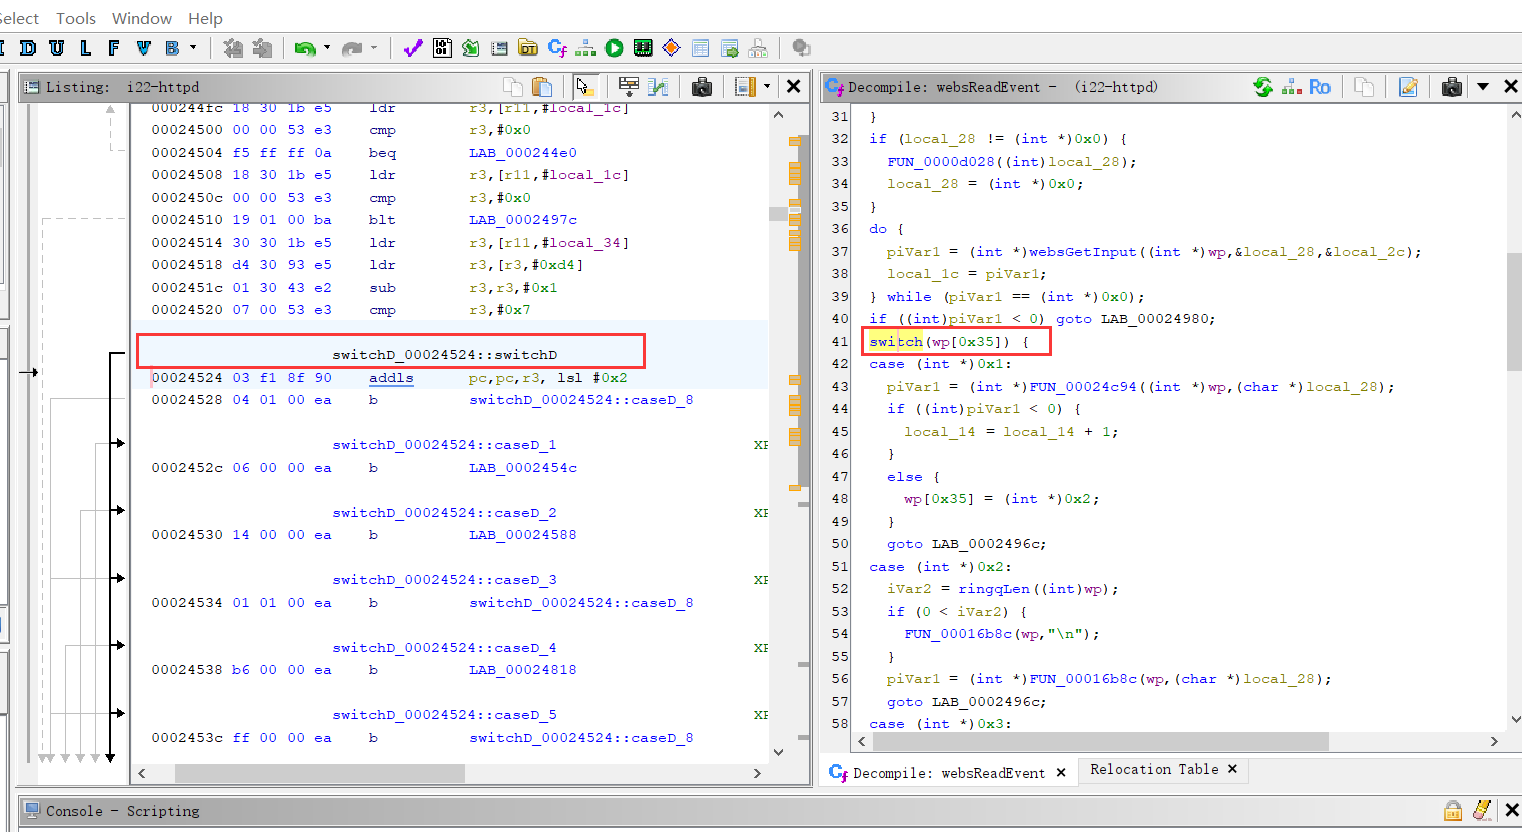 Select Tools Window Help
I D U L F V B
DT Cf
Listing: i22-httpd
000244fc 18 30 1b e5 ldr r3,[r11,#local_1c]
00024500 00 00 53 e3 cmp r3,#0x0
00024504 f5 ff ff 0a beq LAB_000244e0
00024508 18 30 1b e5 ldr r3,[r11,#local_1c]
0002450c 00 00 53 e3 cmp r3,#0x0
00024510 19 01 00 ba blt LAB_0002497c
00024514 30 30 1b e5 ldr r3,[r11,#local_34]
00024518 d4 30 93 e5 ldr r3,[r3,#0xd4]
0002451c 01 30 43 e2 sub r3,r3,#0x1
00024520 07 00 53 e3 cmp r3,#0x7
switchD_00024524::switchD
00024524 03 f1 8f 90 addls pc,pc,r3, lsl #0x2
00024528 04 01 00 ea b switchD_00024524::caseD_8
switchD_00024524::caseD_1 XF
0002452c 06 00 00 ea b LAB_0002454c
switchD_00024524::caseD_2 XF
00024530 14 00 00 ea b LAB_00024588
switchD_00024524::caseD_3 XF
00024534 01 01 00 ea b switchD_00024524::caseD_8
switchD_00024524::caseD_4 XF
00024538 b6 00 00 ea b LAB_00024818
switchD_00024524::caseD_5 XF
0002453c ff 00 00 ea b switchD_00024524::caseD_8
Decompile: websReadEvent - (i22-httpd)
Ro
31 }
32 if (local_28 != (int *)0x0) {
33 FUN_0000d028((int)local_28);
34 local_28 = (int *)0x0;
35 }
36 do {
37 piVar1 = (int *)websGetInput((int *)wp,&local_28,&local_2c);
38 local_1c = piVar1;
39 } while (piVar1 == (int *)0x0);
40 if ((int)piVar1 < 0) goto LAB_00024980;
41 switch(wp[0x35]) {
42 case (int *)0x1:
43 piVar1 = (int *)FUN_00024c94((int *)wp,(char *)local_28);
44 if ((int)piVar1 < 0) {
45 local_14 = local_14 + 1;
46 }
47 else {
48 wp[0x35] = (int *)0x2;
49 }
50 goto LAB_0002496c;
51 case (int *)0x2:
52 iVar2 = ringqLen((int)wp);
53 if (0 < iVar2) {
54 FUN_00016b8c(wp,"\n");
55 }
56 piVar1 = (int *)FUN_00016b8c(wp,(char *)local_28);
57 goto LAB_0002496c;
58 case (int *)0x3:
Decompile: websReadEvent × Relocation Table ×
Console - Scripting